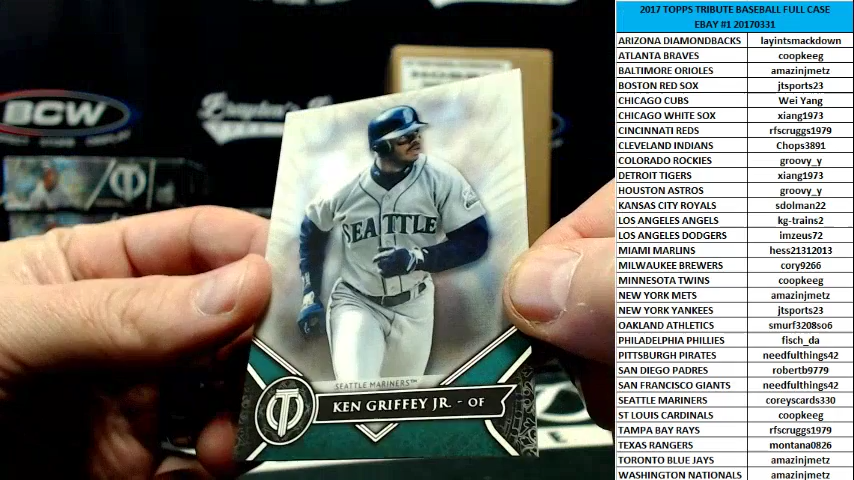 BCW
SEATTLE
SEATTLE MARINERS™
KEN GRIFFEY JR. - OF
2017 TOPPS TRIBUTE BASEBALL FULL CASE
EBAY #1 20170331
ARIZONA DIAMONDBACKS layintsmackdown
ATLANTA BRAVES coopkeeg
BALTIMORE ORIOLES amazinjmetz
BOSTON RED SOX jtsports23
CHICAGO CUBS Wei Yang
CHICAGO WHITE SOX xiang1973
CINCINNATI REDS rfscruggs1979
CLEVELAND INDIANS Chops3891
COLORADO ROCKIES groovy_y
DETROIT TIGERS xiang1973
HOUSTON ASTROS groovy_y
KANSAS CITY ROYALS sdolman22
LOS ANGELES ANGELS kg-trains2
LOS ANGELES DODGERS imzeus72
MIAMI MARLINS hess21312013
MILWAUKEE BREWERS cory9266
MINNESOTA TWINS coopkeeg
NEW YORK METS amazinjmetz
NEW YORK YANKEES jtsports23
OAKLAND ATHLETICS smurf3208so6
PHILADELPHIA PHILLIES fisch_da
PITTSBURGH PIRATES needfulthings42
SAN DIEGO PADRES robertb9779
SAN FRANCISCO GIANTS needfulthings42
SEATTLE MARINERS coreyscards330
ST LOUIS CARDINALS coopkeeg
TAMPA BAY RAYS rfscruggs1979
TEXAS RANGERS montana0826
TORONTO BLUE JAYS amazinjmetz
WASHINGTON NATIONALS amazinjmetz